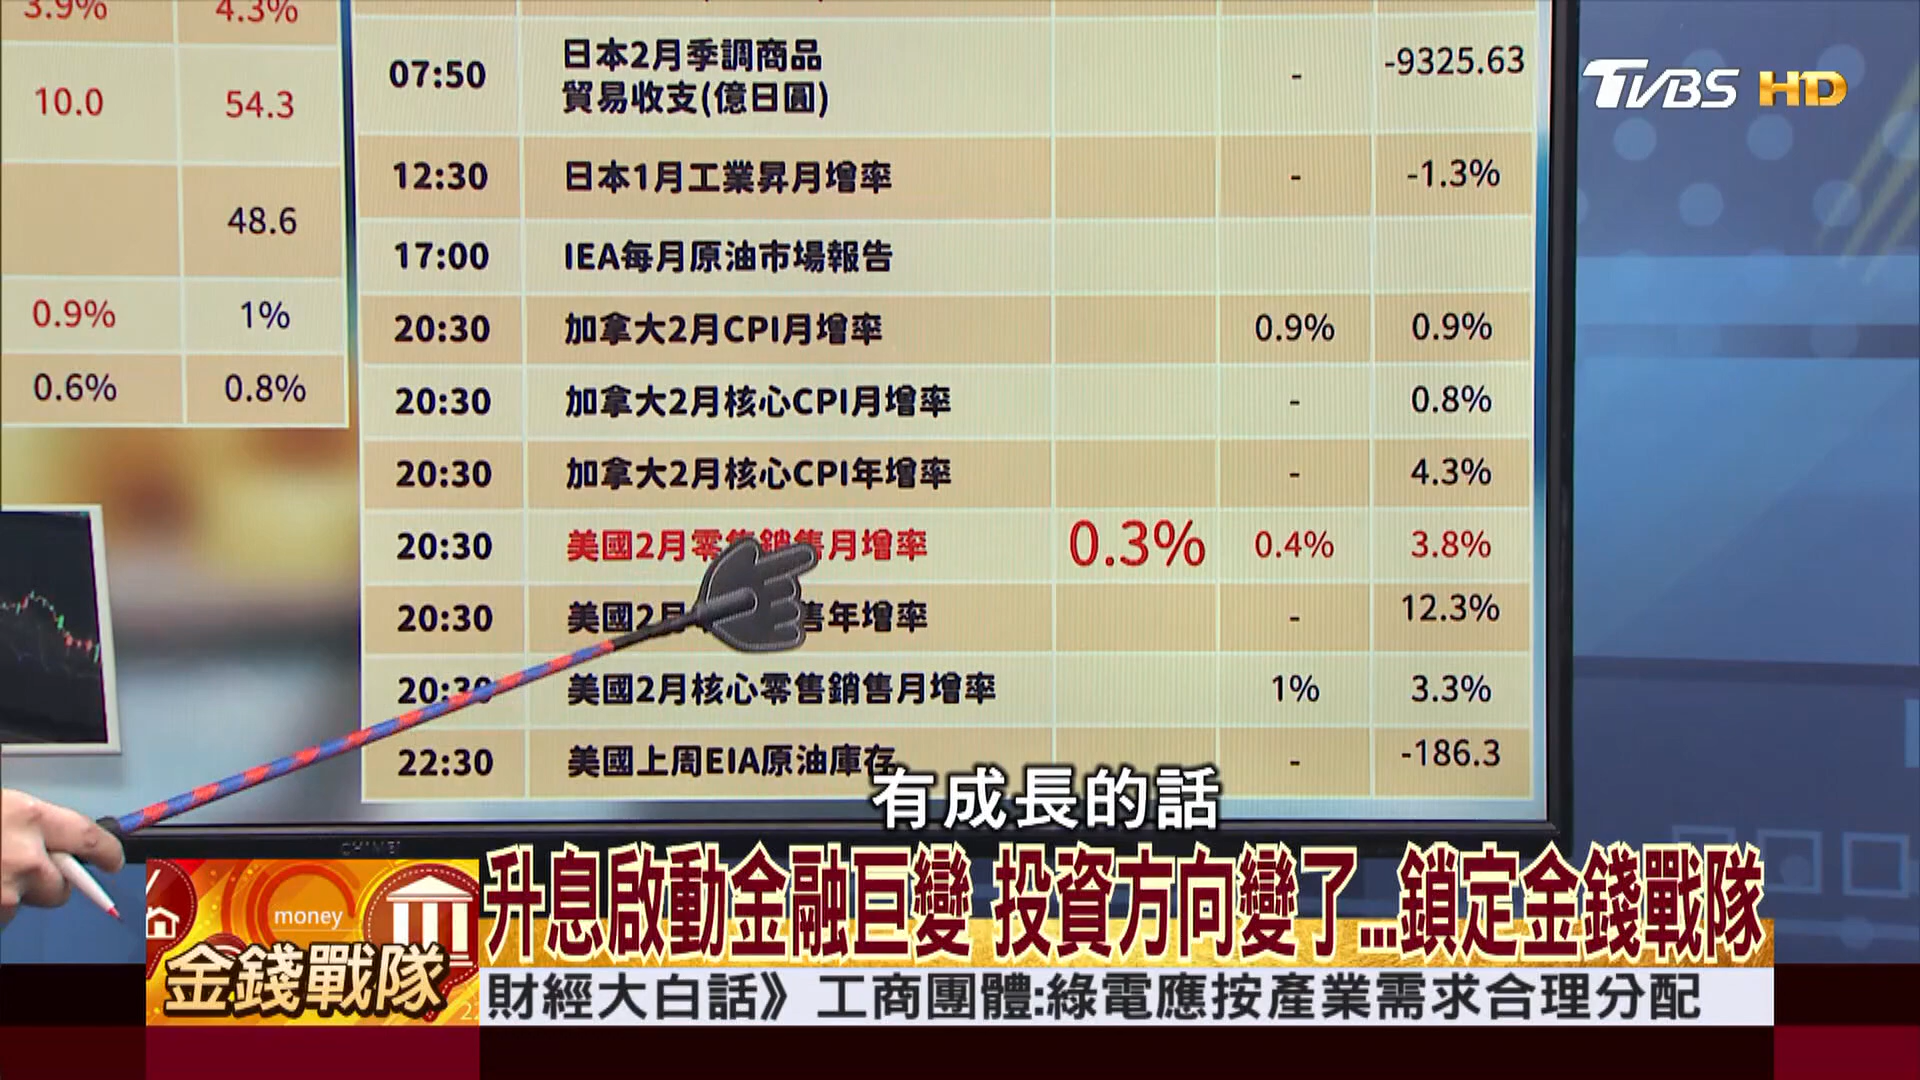 3.9% 4.3%
10.0 54.3
48.6
0.9% 1%
0.6% 0.8%
07:50 日本2月季調商品
貿易收支(億日圓) - -9325.63
12:30 日本1月工業昇月增率 - -1.3%
17:00 IEA每月原油市場報告
20:30 加拿大2月CPI月增率 0.9% 0.9%
20:30 加拿大2月核心CPI月增率 - 0.8%
20:30 加拿大2月核心CPI年增率 - 4.3%
20:30 美國2月零售銷售月增率 0.3% 0.4% 3.8%
20:30 美國2月 售年增率 - 12.3%
20:30 美國2月核心零售銷售月增率 1% 3.3%
22:30 美國上周EIA原油庫存 - -186.3
TVBS HD
CHIMEI
有成長的話
money
金錢戰隊
升息啟動金融巨變 投資方向變了...鎖定金錢戰隊
財經大白話》工商團體:綠電應按產業需求合理分配